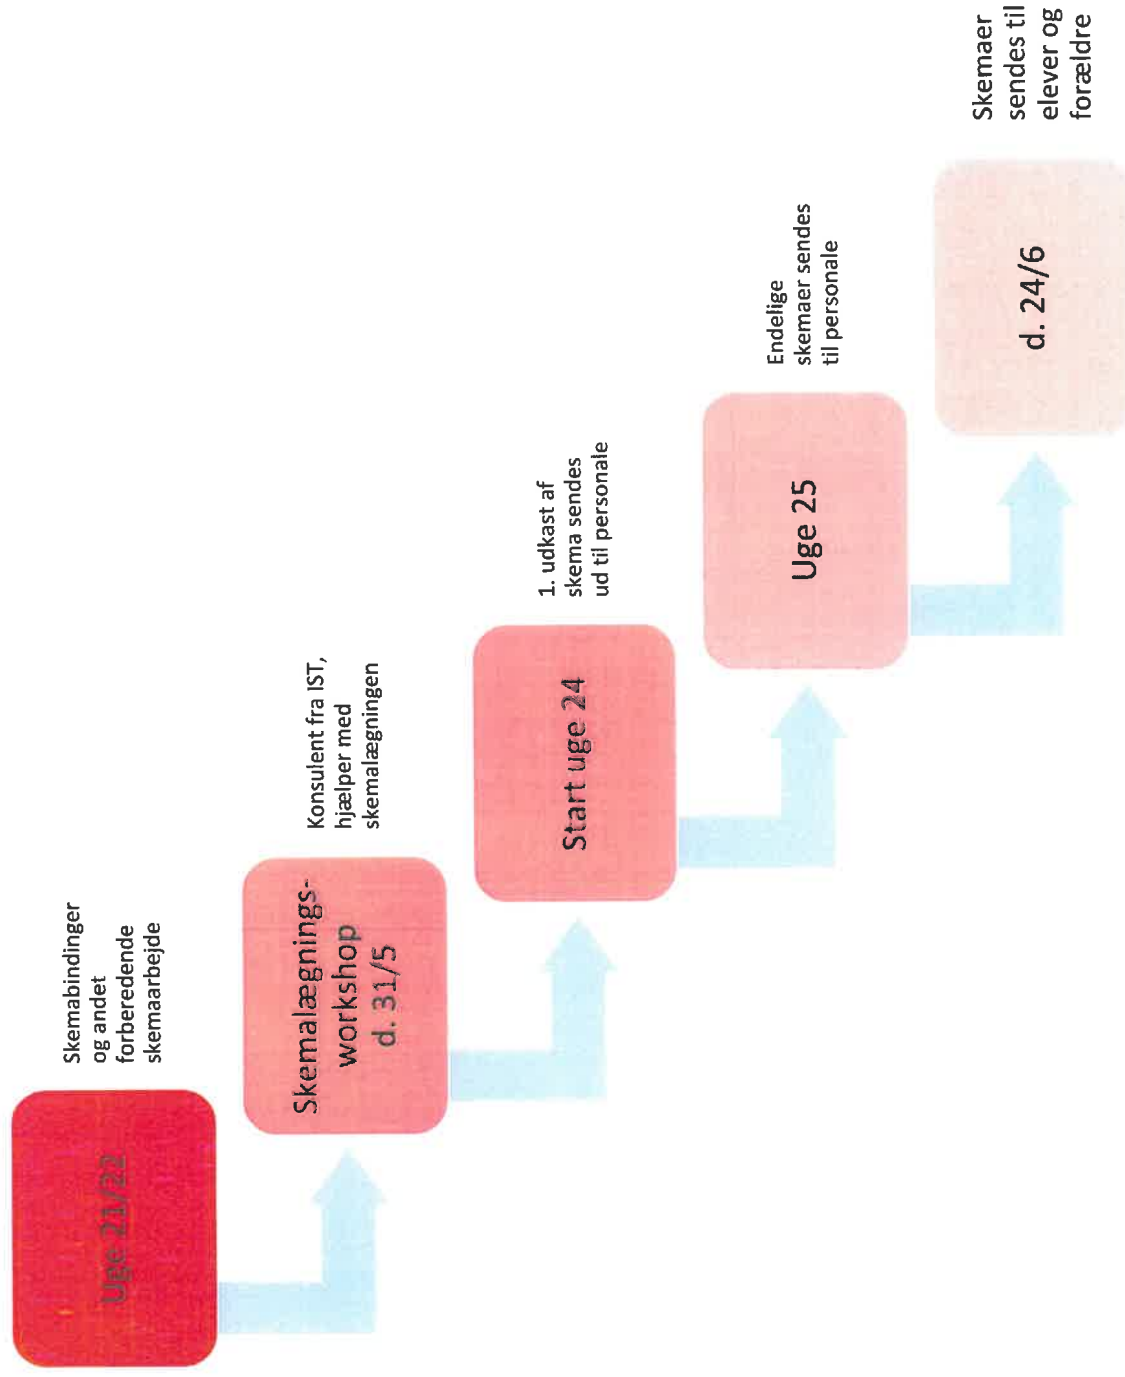 Uge 21/22
Skemabindinger
og andet
forberedende
skemaarbejde
Skemalægnings-
workshop
d. 31/5
Konsulent fra IST,
hjælper med
skemalægningen
Start uge 24
1. udkast af
skema sendes
ud til personale
Uge 25
Endelige
skemaer sendes
til personale
d. 24/6
Skemaer
sendes til
elever og
forældre